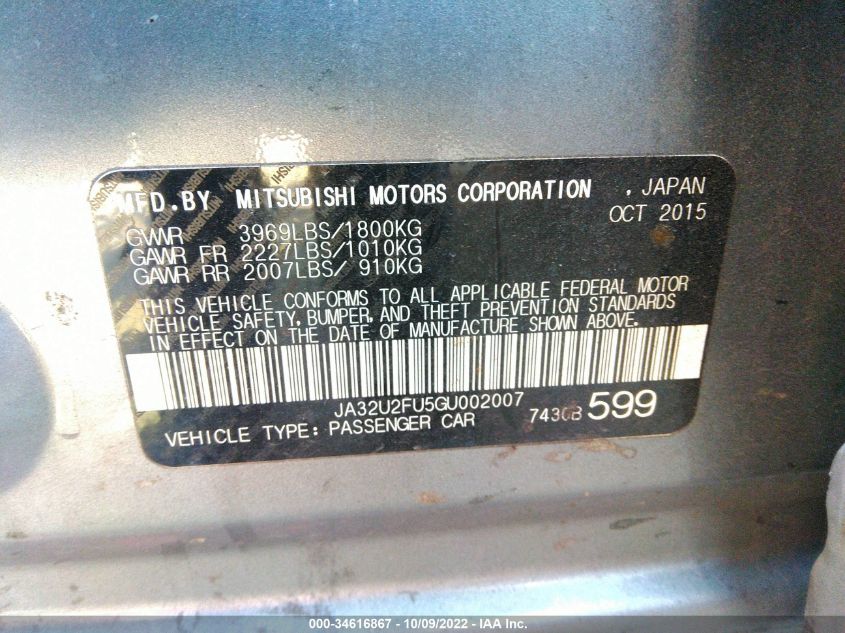 MFD.BY MITSUBISHI MOTORS CORPORATION , JAPAN
OCT 2015
GVWR 3969LBS/1800KG
GAWR FR 2227LBS/1010KG
GAWR RR 2007LBS/ 910KG
THIS VEHICLE CONFORMS TO ALL APPLICABLE FEDERAL MOTOR
VEHICLE SAFETY, BUMPER, AND THEFT PREVENTION STANDARDS
IN EFFECT ON THE DATE OF MANUFACTURE SHOWN ABOVE.
JA32U2FU5GU002007
VEHICLE TYPE: PASSENGER CAR 599
000-34616867 - 10/09/2022 - IAA Inc.